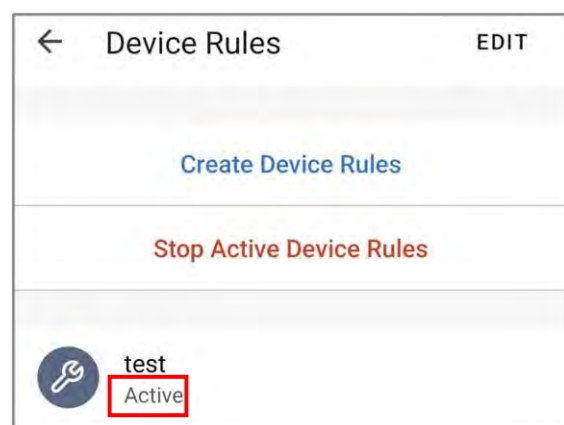 Device Rules EDIT
Create Device Rules
Stop Active Device Rules
test
Active